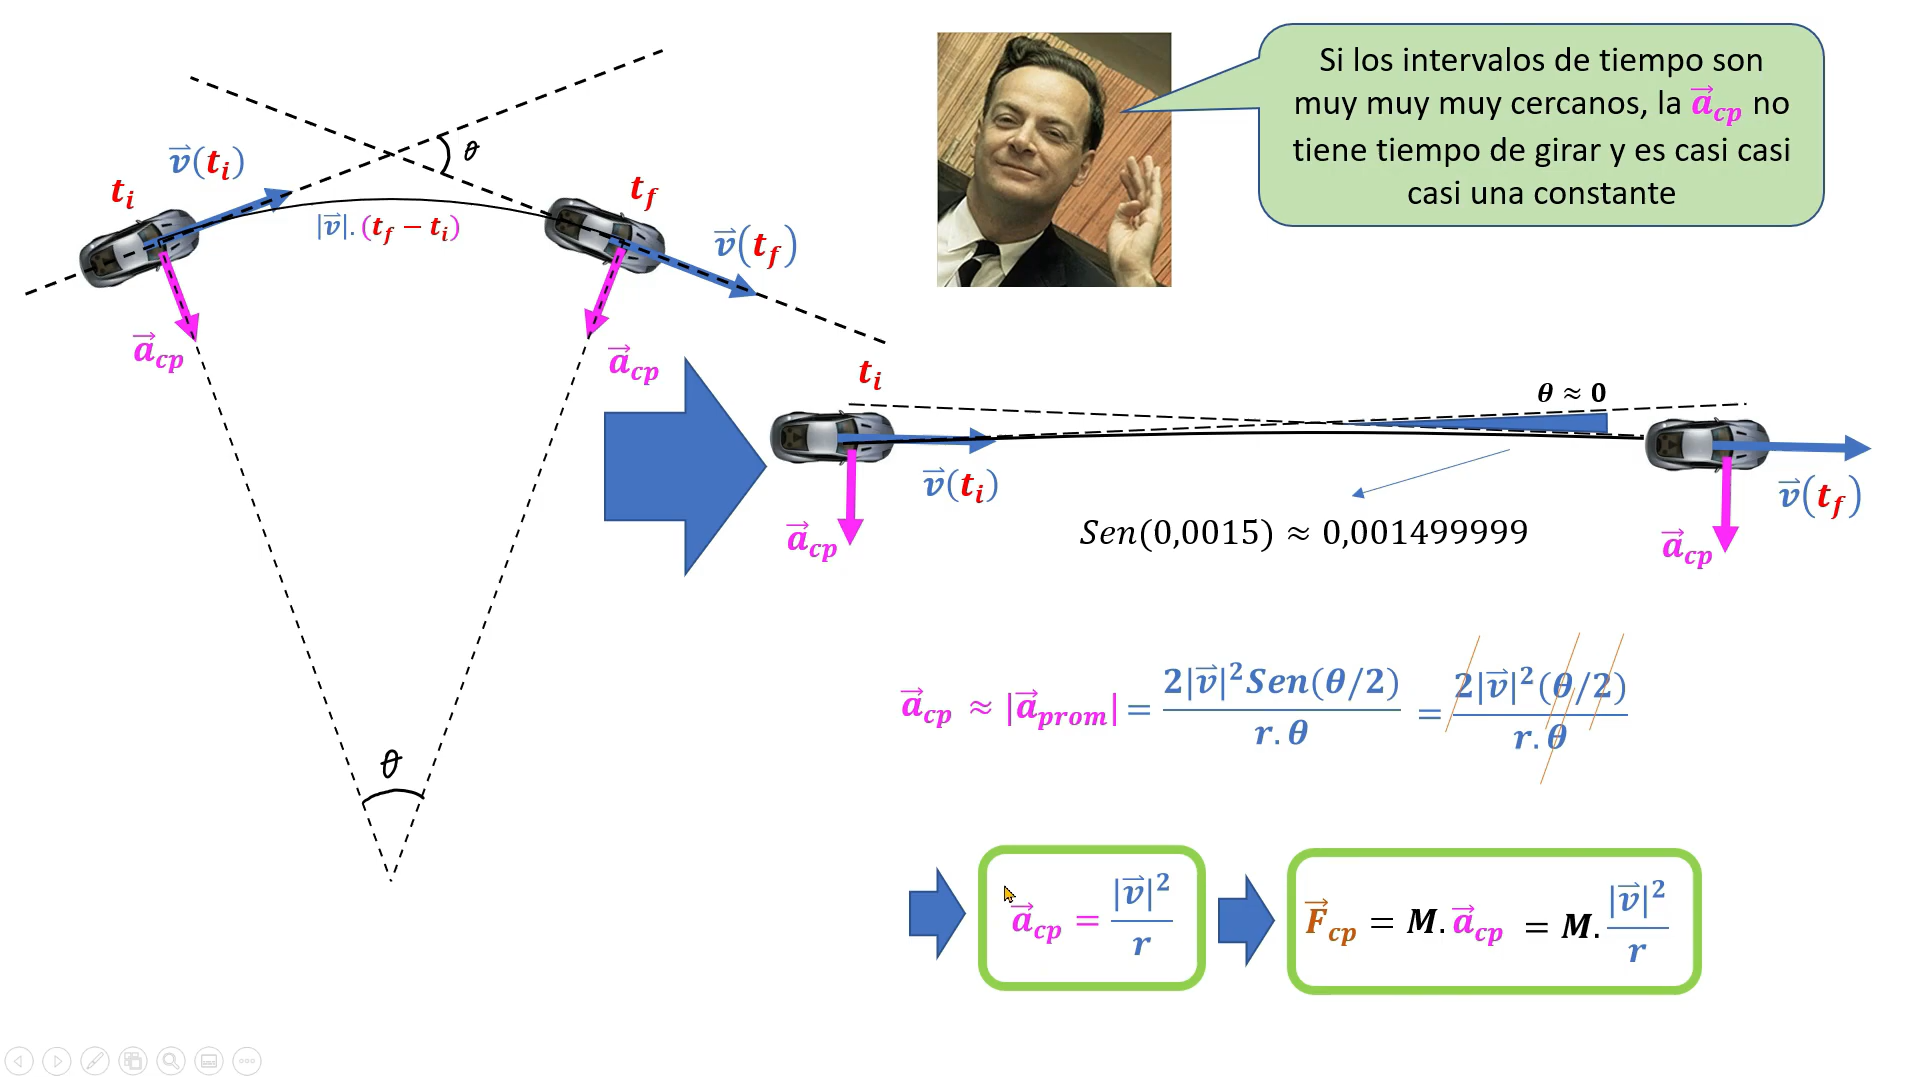 Si los intervalos de tiempo son
muy muy muy cercanos, la a⃗cp no
tiene tiempo de girar y es casi casi
casi una constante
θ
v⃗(ti)
ti
tf
|v⃗|.(tf − ti)
v⃗(tf)
a⃗cp
a⃗cp
ti
θ ≈ 0
v⃗(ti)
v⃗(tf)
a⃗cp
a⃗cp
Sen(0,0015) ≈ 0,001499999
a⃗cp ≈ |a⃗prom| = 2|v⃗|²Sen(θ/2) / r.θ = 2|v⃗|²(θ/2) / r.θ
θ
a⃗cp = |v⃗|² / r
F⃗cp = M.a⃗cp = M.|v⃗|² / r